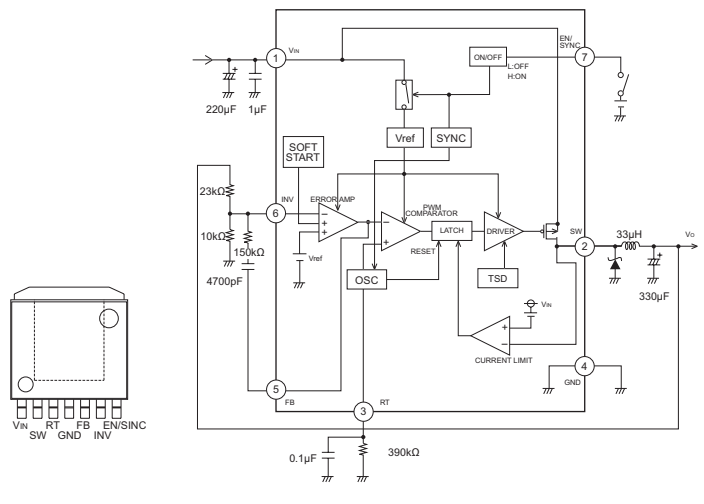 1
VIN
220µF
1µF
ON/OFF
L:OFF
H:ON
EN/
SYNC
7
Vref
SYNC
SOFT
START
23kΩ
INV
6
10kΩ
150kΩ
4700pF
ERROR AMP
−
+
+
Vref
PWM
COMPARATOR
−
+
LATCH
RESET
DRIVER
TSD
OSC
SW
2
33µH
VO
330µF
VIN
+
−
CURRENT LIMIT
4
GND
5
FB
3
RT
0.1µF
390kΩ
VIN
SW
RT
GND
FB
INV
EN/SINC